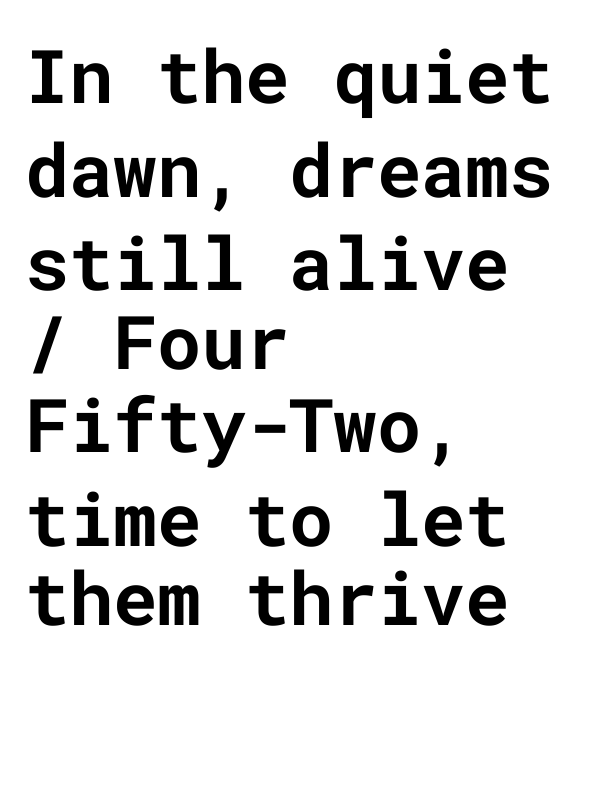 In the quiet
dawn, dreams
still alive
/ Four
Fifty-Two,
time to let
them thrive